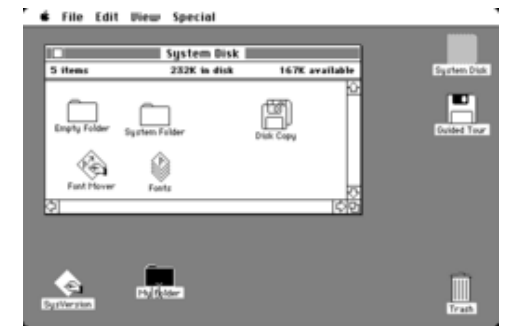 File Edit View Special
System Disk
5 items 232K in disk 167K available
Empty Folder System Folder Disk Copy
Font Mover Fonts
System Disk
Guided Tour
SysVersion My folder Trash